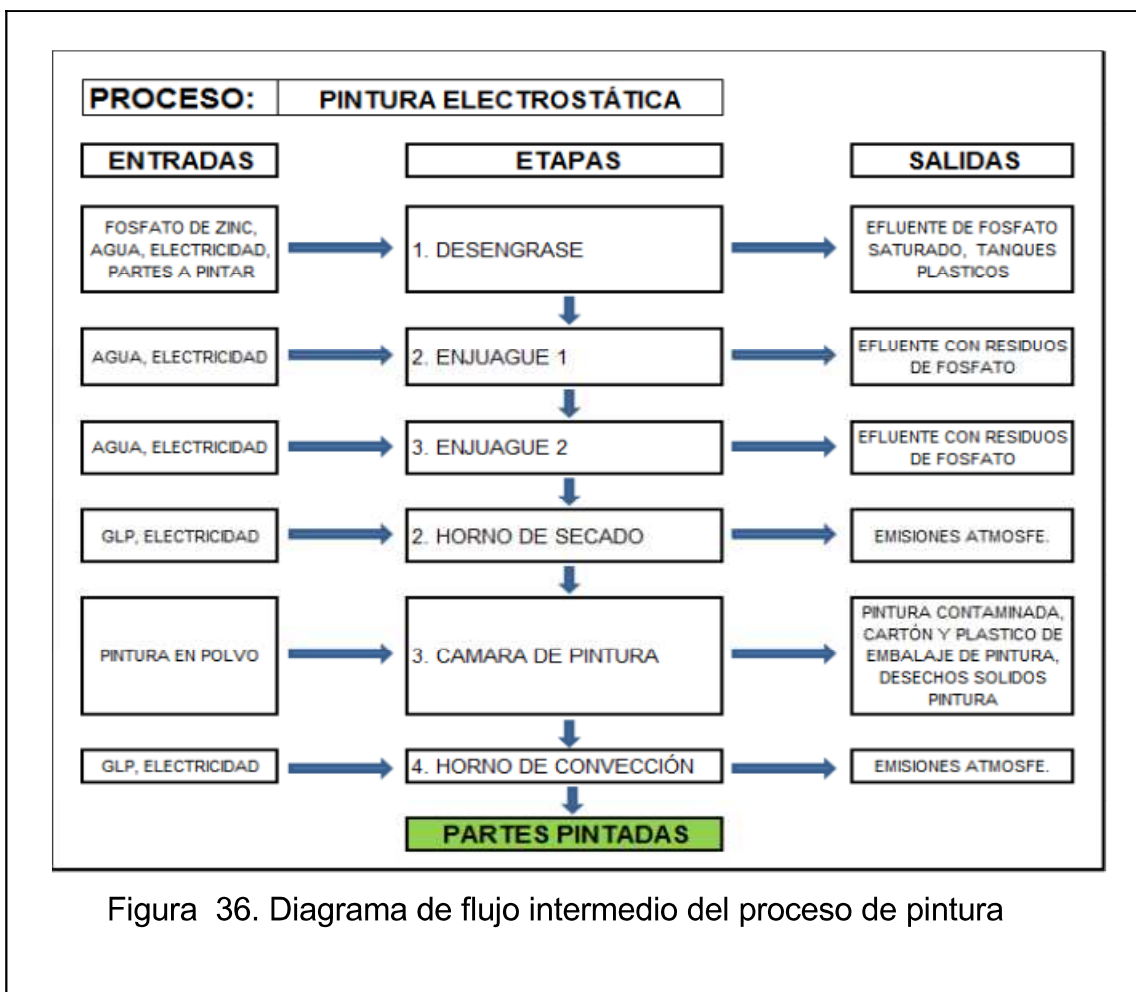 PROCESO: PINTURA ELECTROSTÁTICA
ENTRADAS ETAPAS SALIDAS
FOSFATO DE ZINC,
AGUA, ELECTRICIDAD,
PARTES A PINTAR
1. DESENGRASE
EFLUENTE DE FOSFATO
SATURADO, TANQUES
PLASTICOS
AGUA, ELECTRICIDAD
2. ENJUAGUE 1
EFLUENTE CON RESIDUOS
DE FOSFATO
AGUA, ELECTRICIDAD
3. ENJUAGUE 2
EFLUENTE CON RESIDUOS
DE FOSFATO
GLP, ELECTRICIDAD
2. HORNO DE SECADO
EMISIONES ATMOSFE.
PINTURA EN POLVO
3. CAMARA DE PINTURA
PINTURA CONTAMINADA,
CARTÓN Y PLASTICO DE
EMBALAJE DE PINTURA,
DESECHOS SOLIDOS
PINTURA
GLP, ELECTRICIDAD
4. HORNO DE CONVECCIÓN
EMISIONES ATMOSFE.
PARTES PINTADAS
Figura 36. Diagrama de flujo intermedio del proceso de pintura